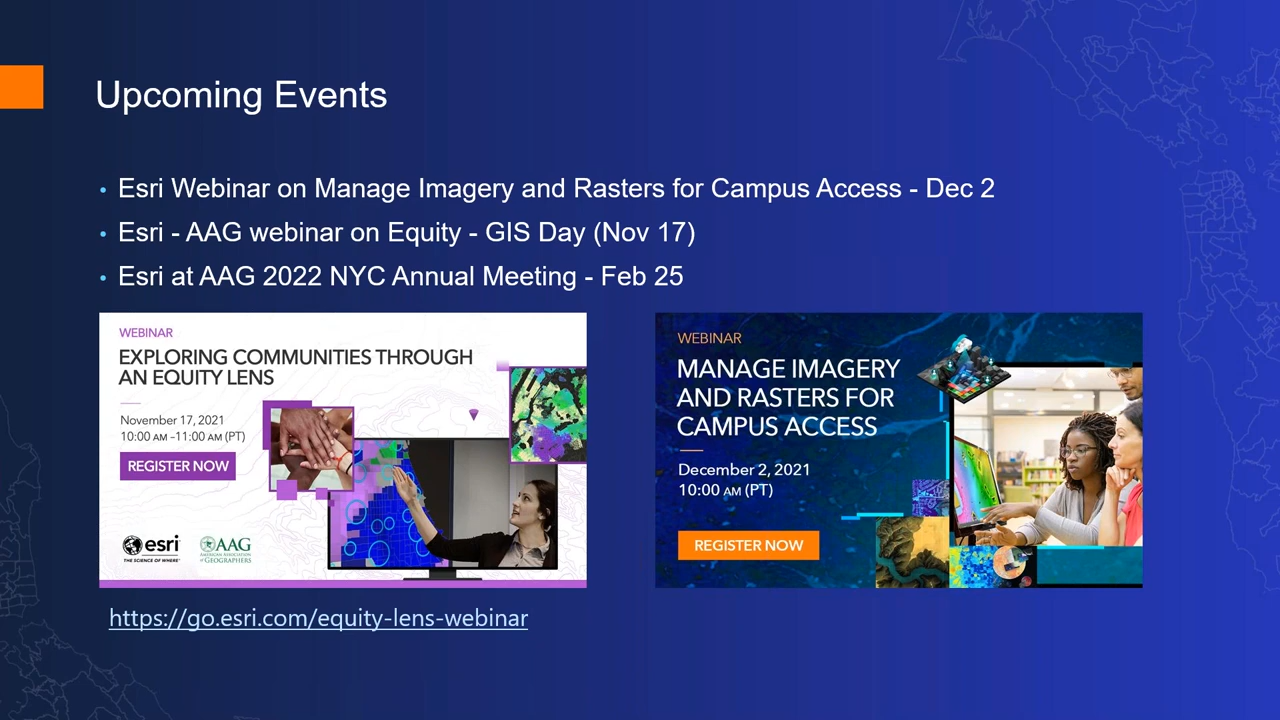 Upcoming Events
• Esri Webinar on Manage Imagery and Rasters for Campus Access - Dec 2
• Esri - AAG webinar on Equity - GIS Day (Nov 17)
• Esri at AAG 2022 NYC Annual Meeting - Feb 25
WEBINAR
EXPLORING COMMUNITIES THROUGH
AN EQUITY LENS
November 17, 2021
10:00 AM -11:00 AM (PT)
REGISTER NOW
esri
THE SCIENCE OF WHERE®
AAG
AMERICAN ASSOCIATION
of GEOGRAPHERS
WEBINAR
MANAGE IMAGERY
AND RASTERS FOR
CAMPUS ACCESS
December 2, 2021
10:00 AM (PT)
REGISTER NOW
https://go.esri.com/equity-lens-webinar